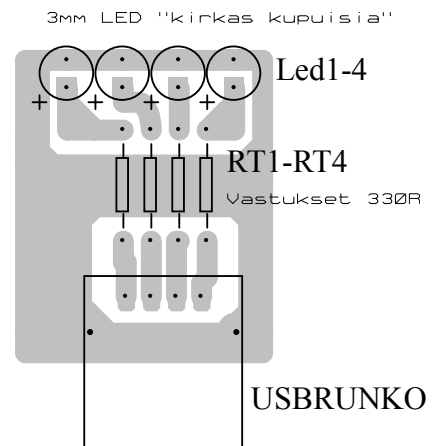 3mm LED "kirkas kupuisia"
Led1-4
+ + + +
RT1-RT4
Vastukset 330R
USBRUNKO